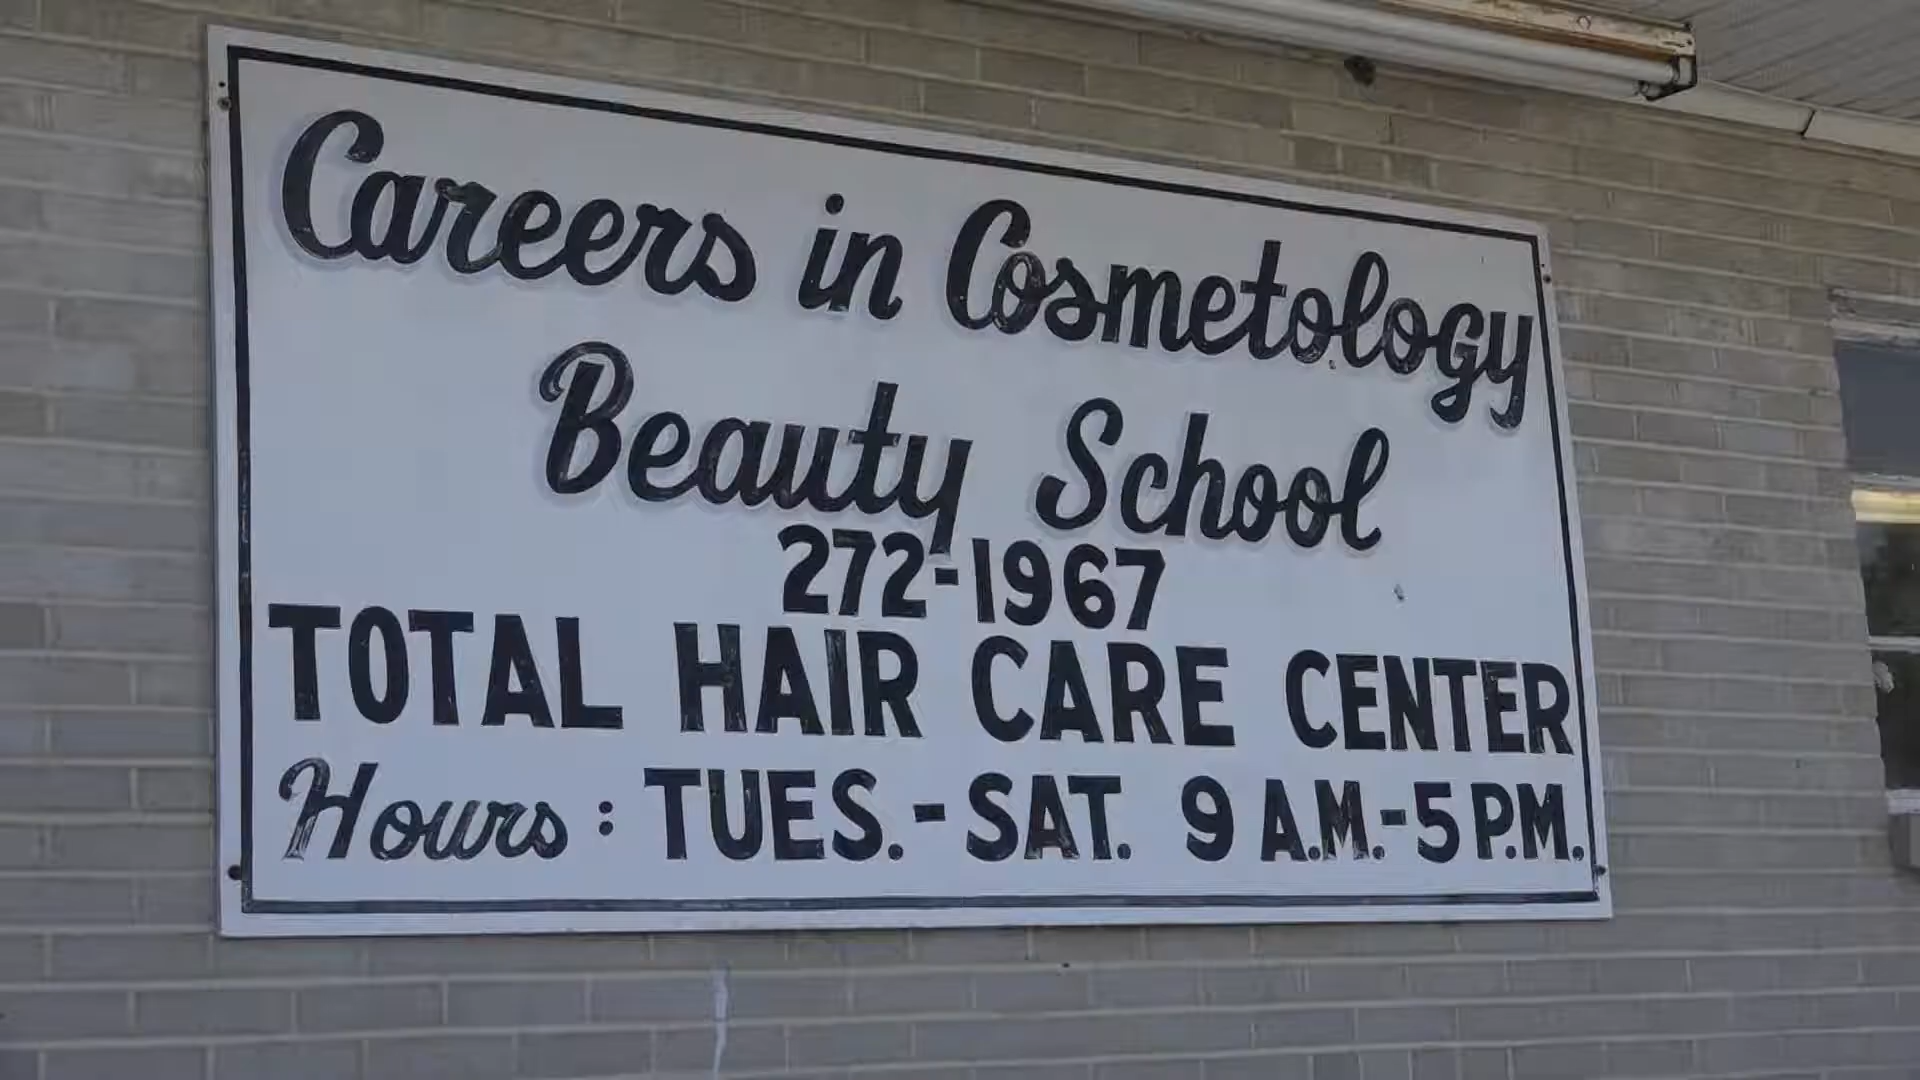 Careers in Cosmetology
Beauty School
272-1967
TOTAL HAIR CARE CENTER
Hours: TUES.-SAT. 9 A.M.-5 P.M.